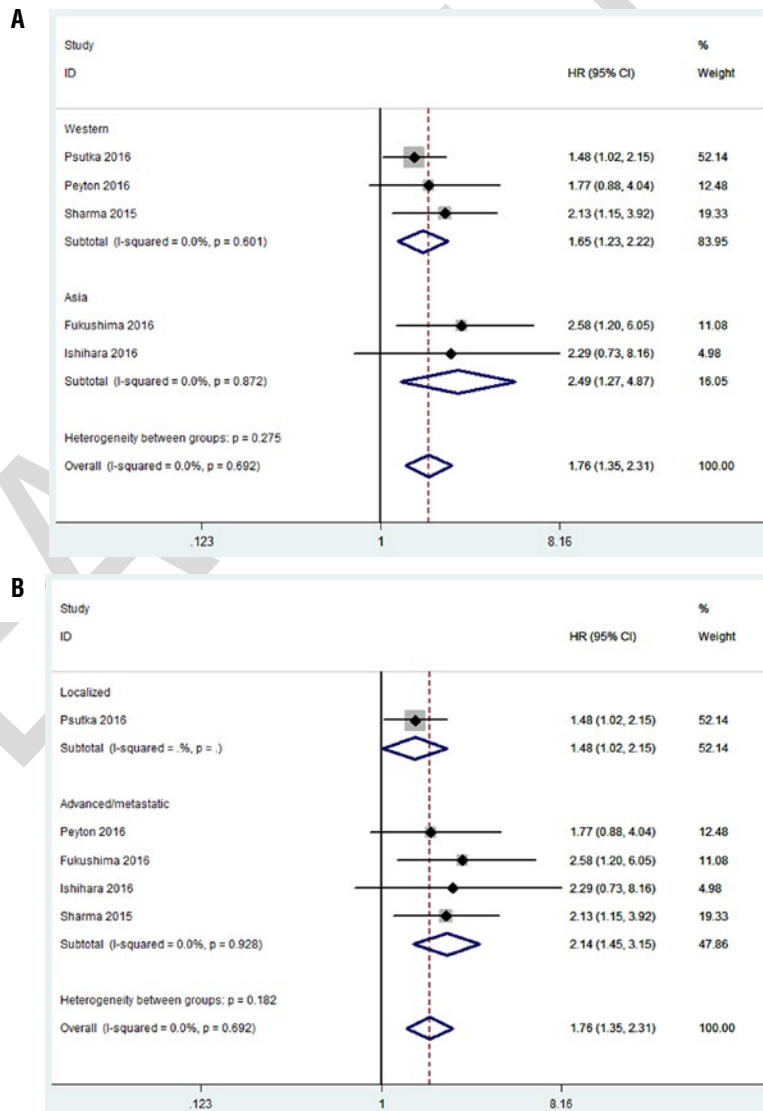 A
Study %
ID HR (95% CI) Weight
Western
Psutka 2016 1.48 (1.02, 2.15) 52.14
Peyton 2016 1.77 (0.88, 4.04) 12.48
Sharma 2015 2.13 (1.15, 3.92) 19.33
Subtotal (I-squared = 0.0%, p = 0.601) 1.65 (1.23, 2.22) 83.95
Asia
Fukushima 2016 2.58 (1.20, 6.05) 11.08
Ishihara 2016 2.29 (0.73, 8.16) 4.98
Subtotal (I-squared = 0.0%, p = 0.872) 2.49 (1.27, 4.87) 16.05
Heterogeneity between groups: p = 0.275
Overall (I-squared = 0.0%, p = 0.692) 1.76 (1.35, 2.31) 100.00
.123 1 8.16
B
Study %
ID HR (95% CI) Weight
Localized
Psutka 2016 1.48 (1.02, 2.15) 52.14
Subtotal (I-squared = .%, p = .) 1.48 (1.02, 2.15) 52.14
Advanced/metastatic
Peyton 2016 1.77 (0.88, 4.04) 12.48
Fukushima 2016 2.58 (1.20, 6.05) 11.08
Ishihara 2016 2.29 (0.73, 8.16) 4.98
Sharma 2015 2.13 (1.15, 3.92) 19.33
Subtotal (I-squared = 0.0%, p = 0.928) 2.14 (1.45, 3.15) 47.86
Heterogeneity between groups: p = 0.182
Overall (I-squared = 0.0%, p = 0.692) 1.76 (1.35, 2.31) 100.00
.123 1 8.16